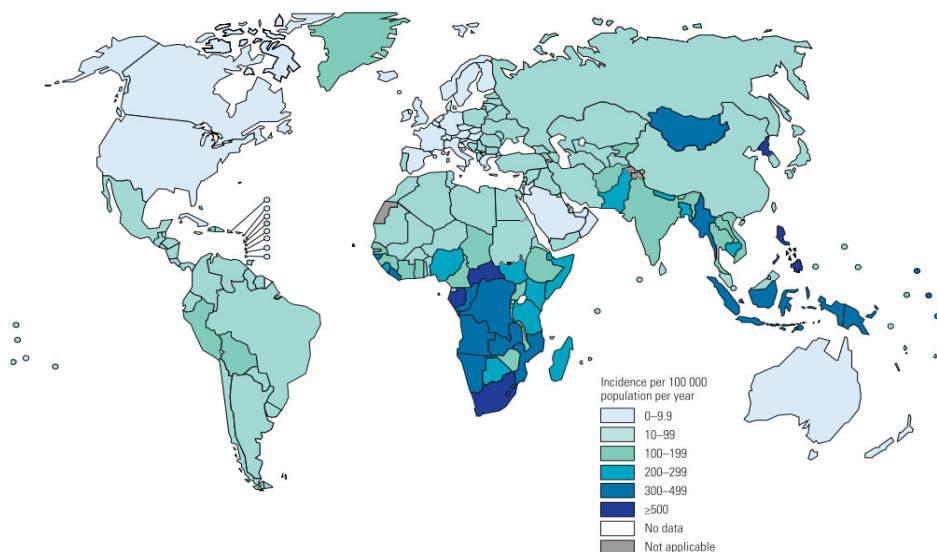 Incidence per 100 000
population per year
0–9.9
10–99
100–199
200–299
300–499
≥500
No data
Not applicable